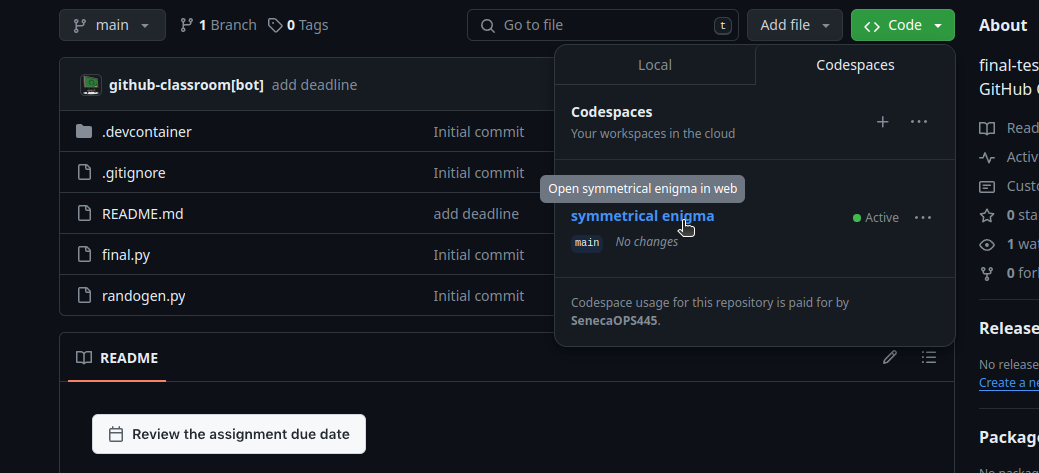 main
1 Branch
0 Tags
Go to file
t
Add file
Code
About
github-classroom[bot] add deadline
Local
Codespaces
final-tes
GitHub
Codespaces
Your workspaces in the cloud
.devcontainer
Initial commit
Read
Activ
.gitignore
Initial commit
Open symmetrical enigma in web
Custo
README.md
add deadline
symmetrical enigma
Active
0 sta
main
No changes
1 wat
final.py
Initial commit
0 for
randogen.py
Initial commit
Codespace usage for this repository is paid for by
SenecaOPS445.
Release
README
No release
Create a ne
Review the assignment due date
Packag